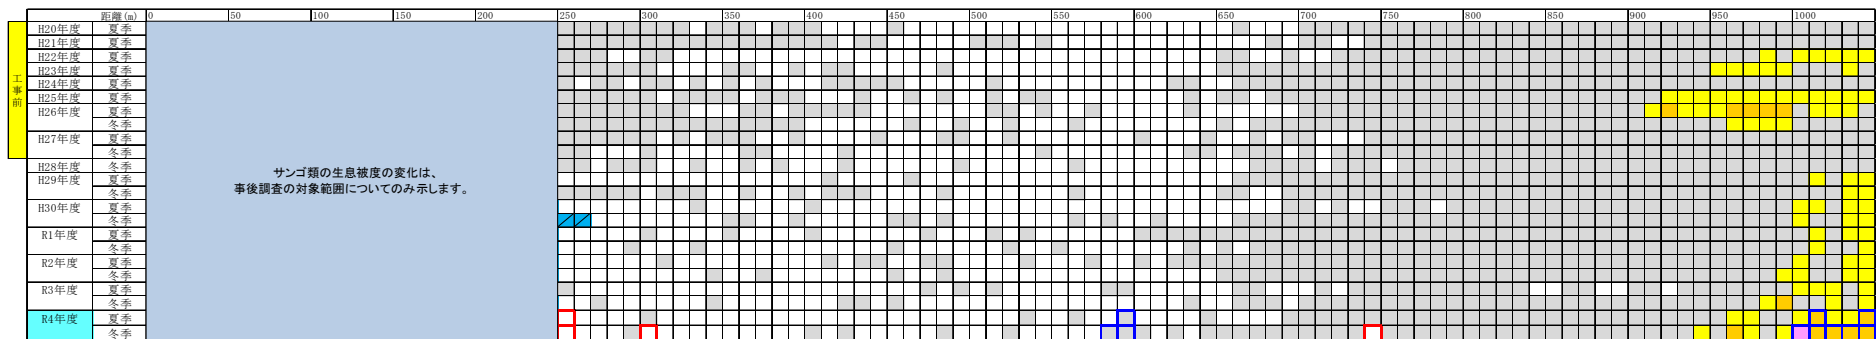 距離(m) 0 50 100 150 200 250 300 350 400 450 500 550 600 650 700 750 800 850 900 950 1000
工事前
H20年度 夏季
H21年度 夏季
H22年度 夏季
H23年度 夏季
H24年度 夏季
H25年度 夏季
H26年度 夏季
冬季
H27年度 夏季
冬季
H28年度 冬季
H29年度 夏季
冬季
H30年度 夏季
冬季
R1年度 夏季
冬季
R2年度 夏季
冬季
R3年度 夏季
冬季
R4年度 夏季
冬季
サンゴ類の生息被度の変化は、
事後調査の対象範囲についてのみ示します。